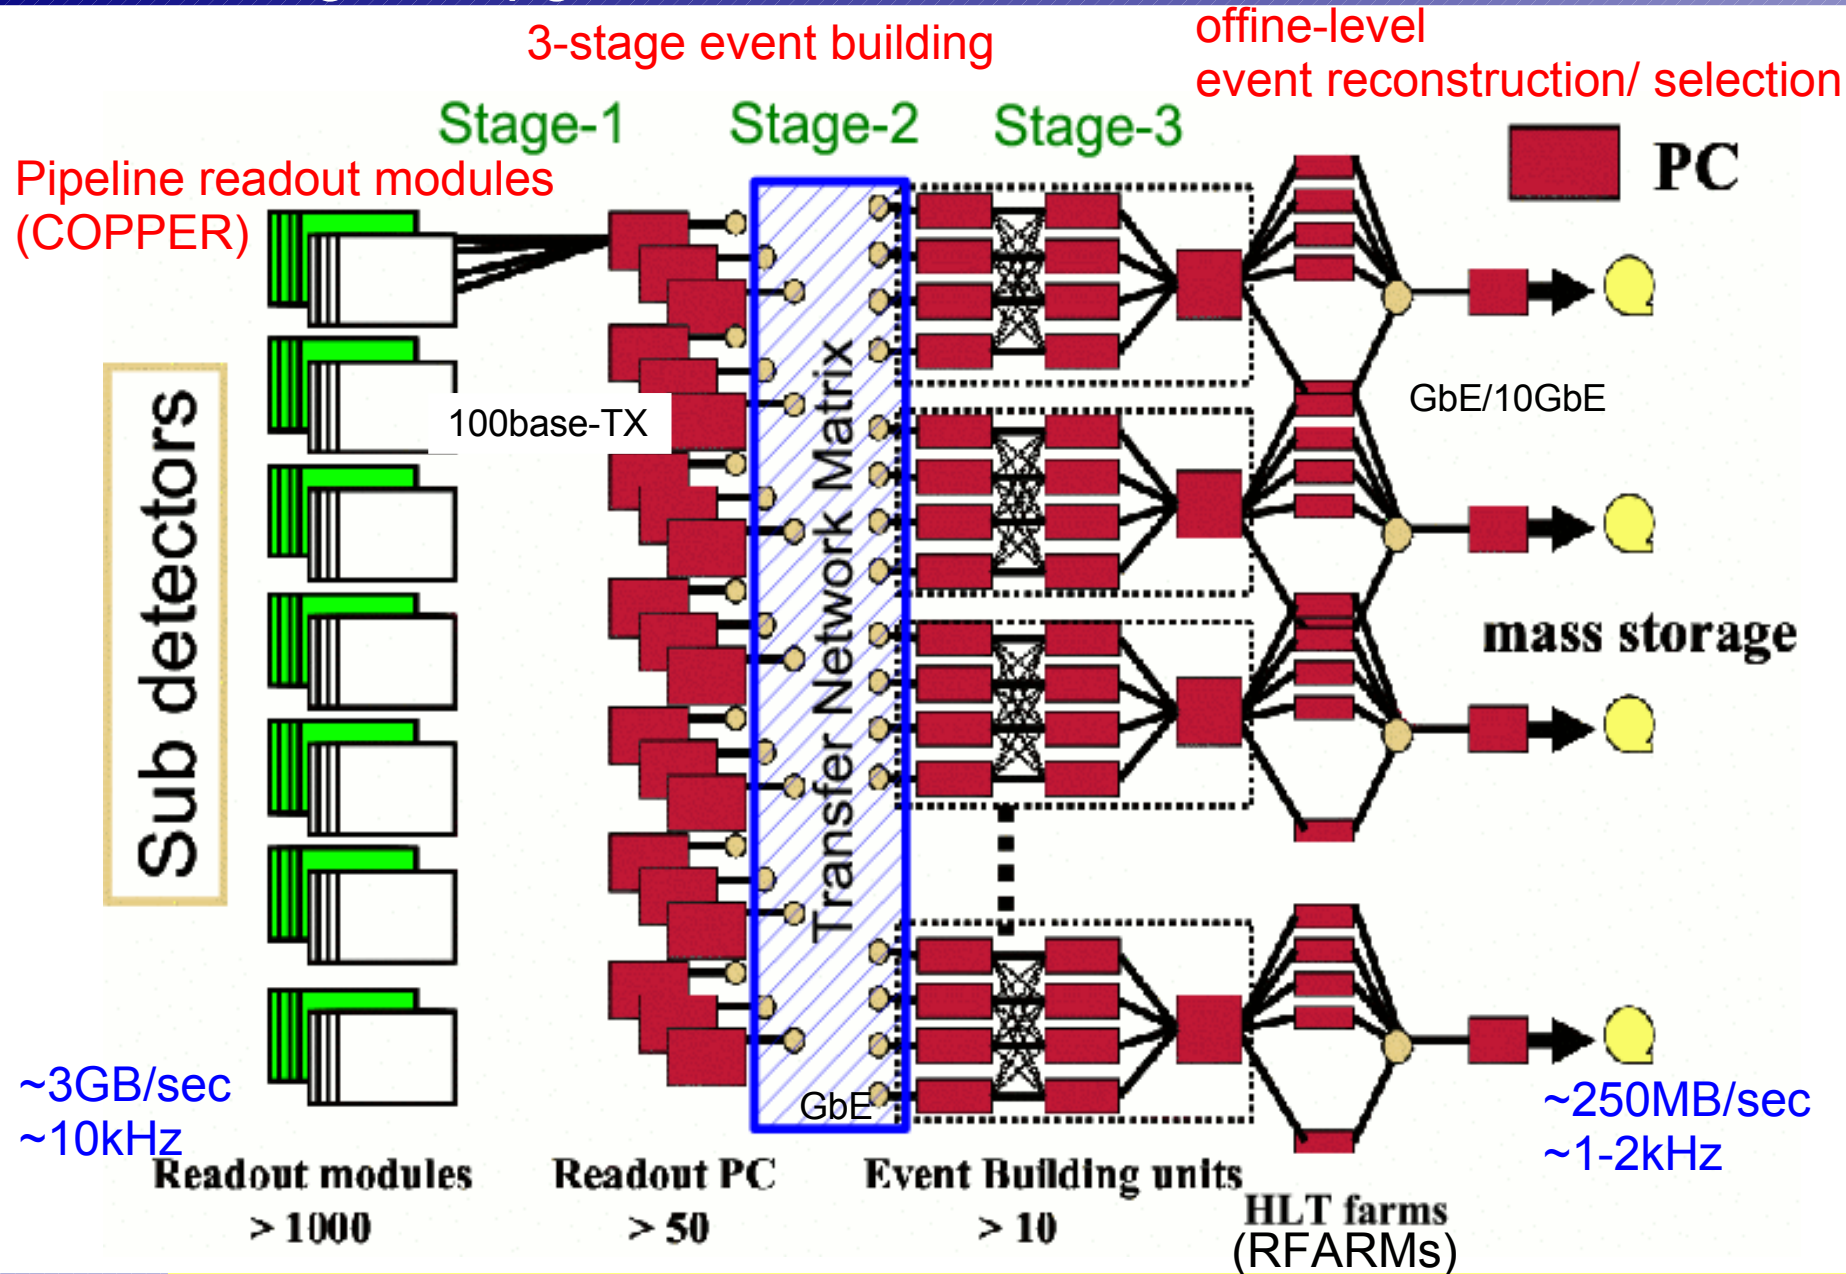 3-stage event building
offine-level
event reconstruction/ selection
Stage-1
Stage-2
Stage-3
PC
Pipeline readout modules
(COPPER)
Sub detectors
100base-TX
Transfer Network Matrix
GbE/10GbE
mass storage
GbE
~3GB/sec
~10kHz
~250MB/sec
~1-2kHz
Readout modules
> 1000
Readout PC
> 50
Event Building units
> 10
HLT farms
(RFARMs)